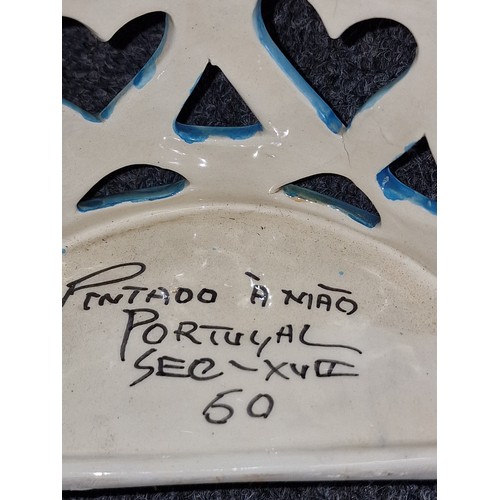 PINTADO À MÃO
PORTUGAL
SEC-XVII
60